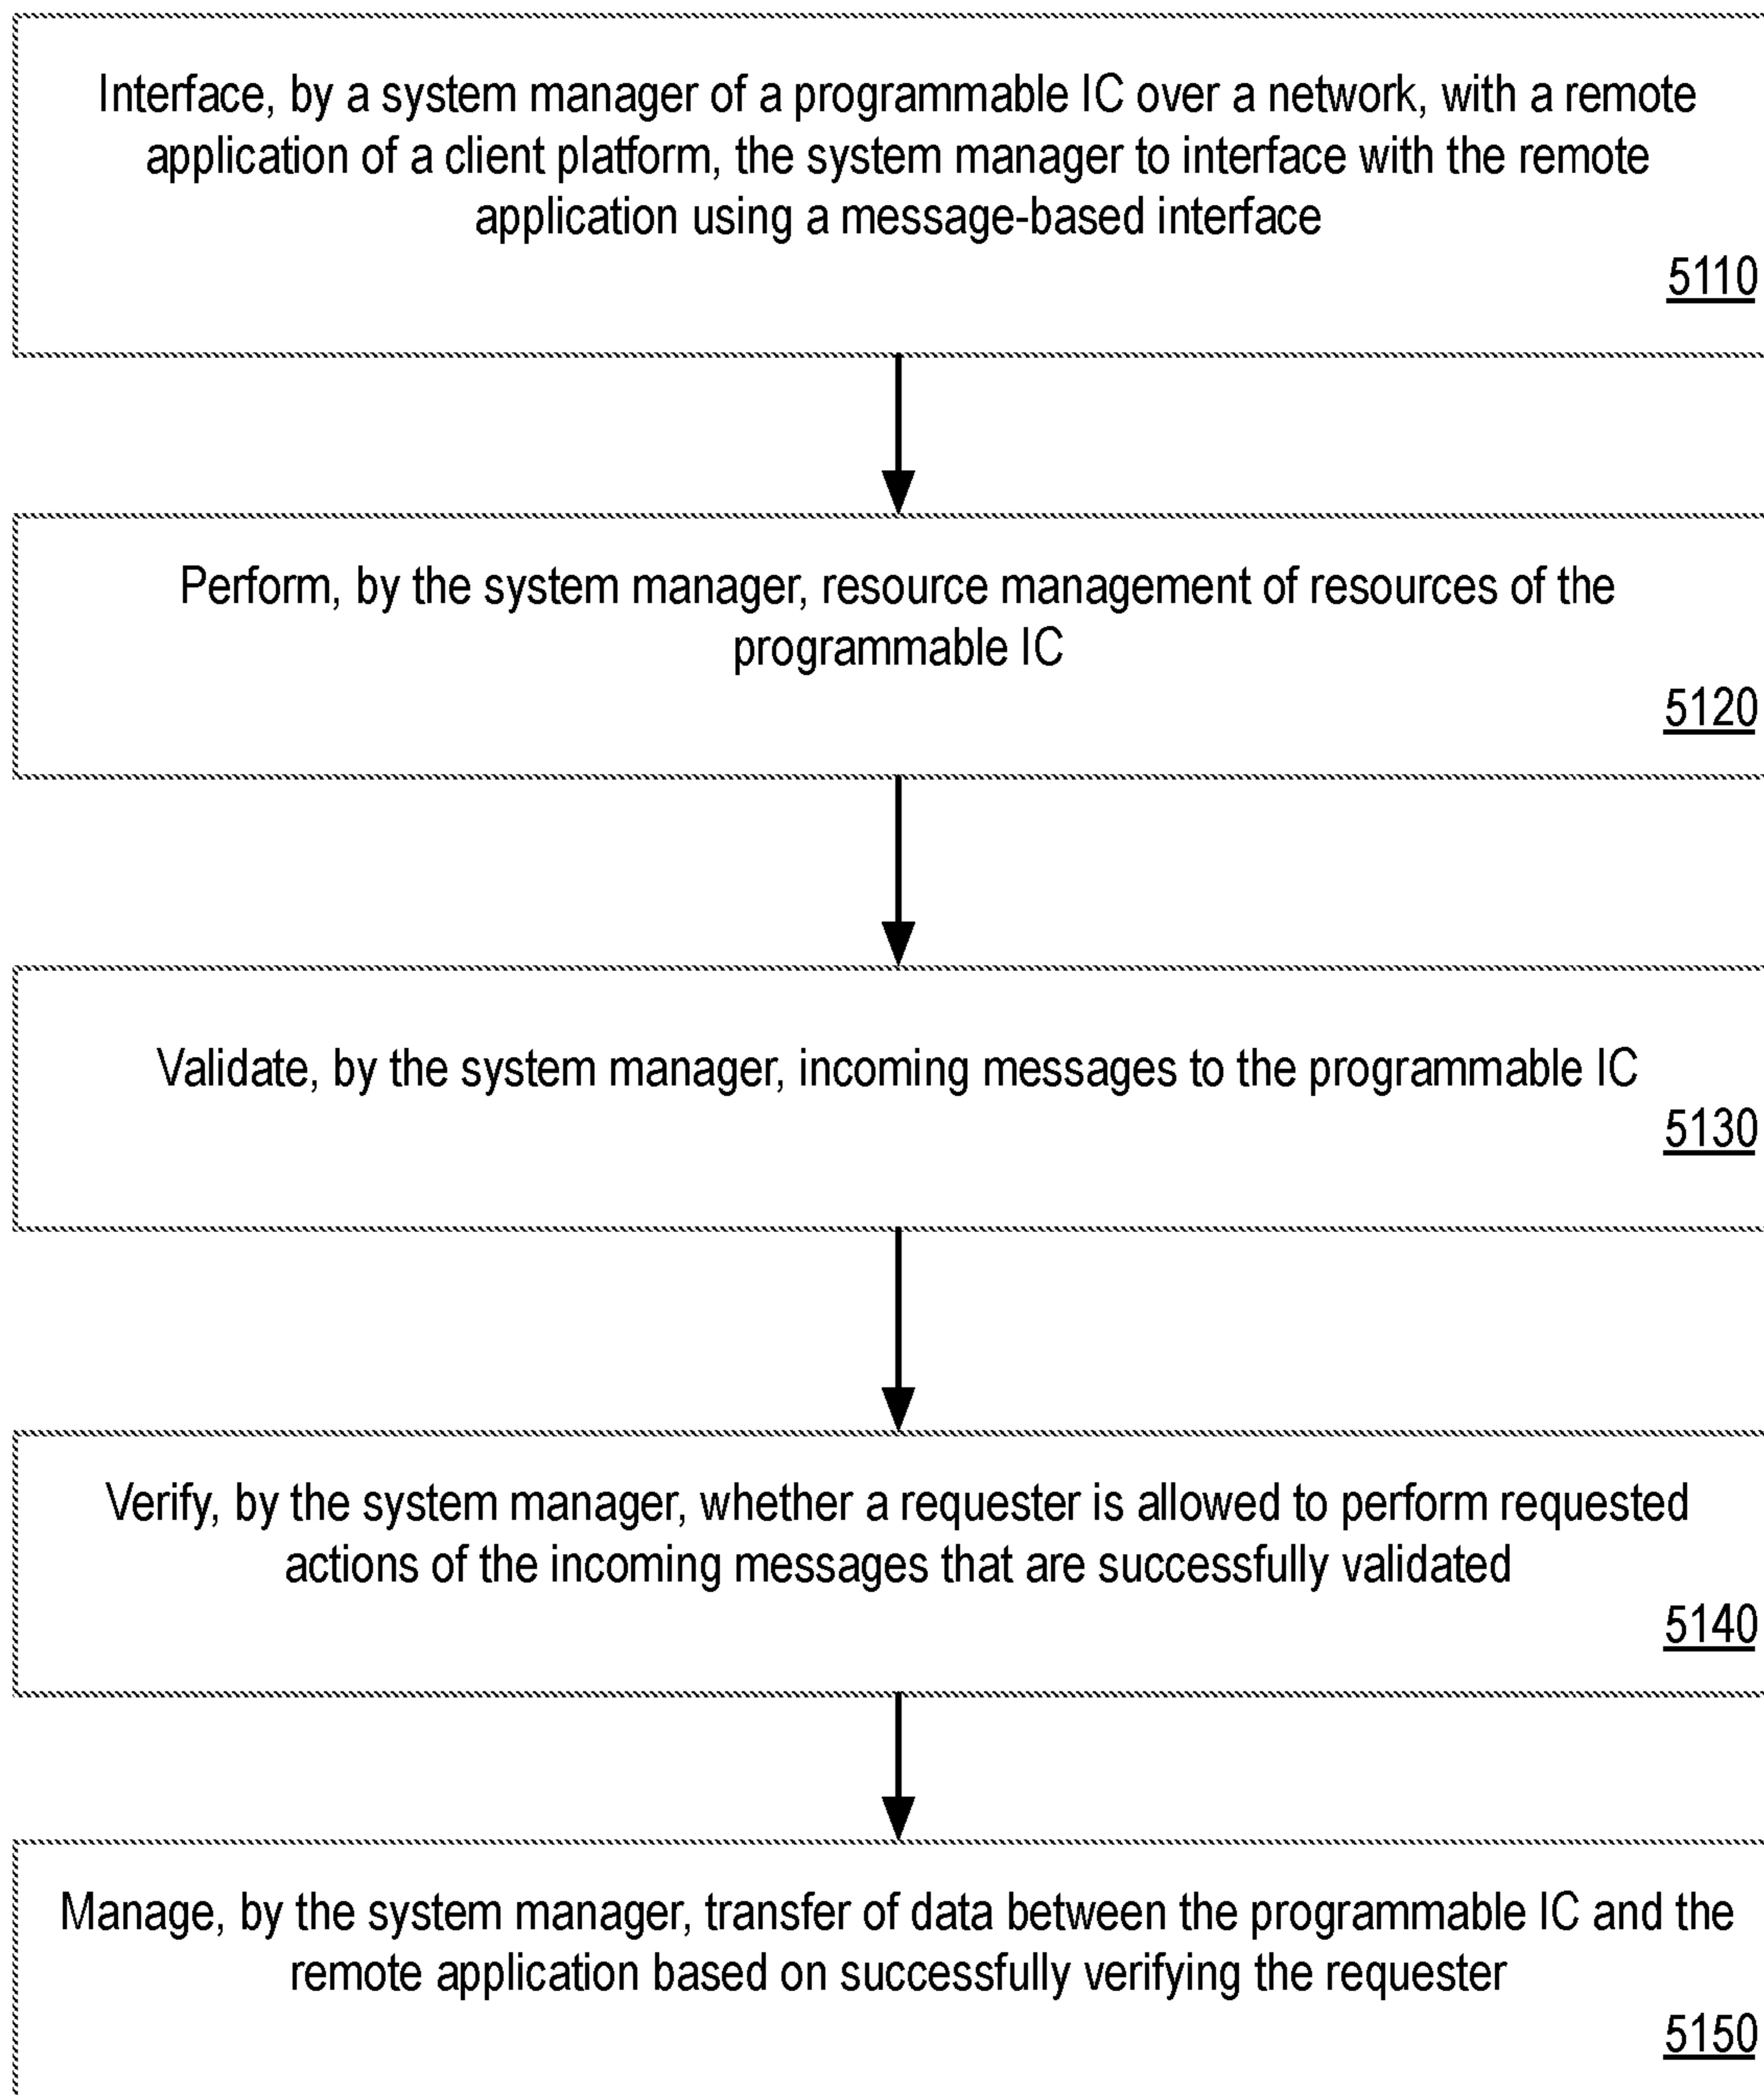 Interface, by a system manager of a programmable IC over a network, with a remote
application of a client platform, the system manager to interface with the remote
application using a message-based interface
5110
Perform, by the system manager, resource management of resources of the
programmable IC
5120
Validate, by the system manager, incoming messages to the programmable IC
5130
Verify, by the system manager, whether a requester is allowed to perform requested
actions of the incoming messages that are successfully validated
5140
Manage, by the system manager, transfer of data between the programmable IC and the
remote application based on successfully verifying the requester
5150